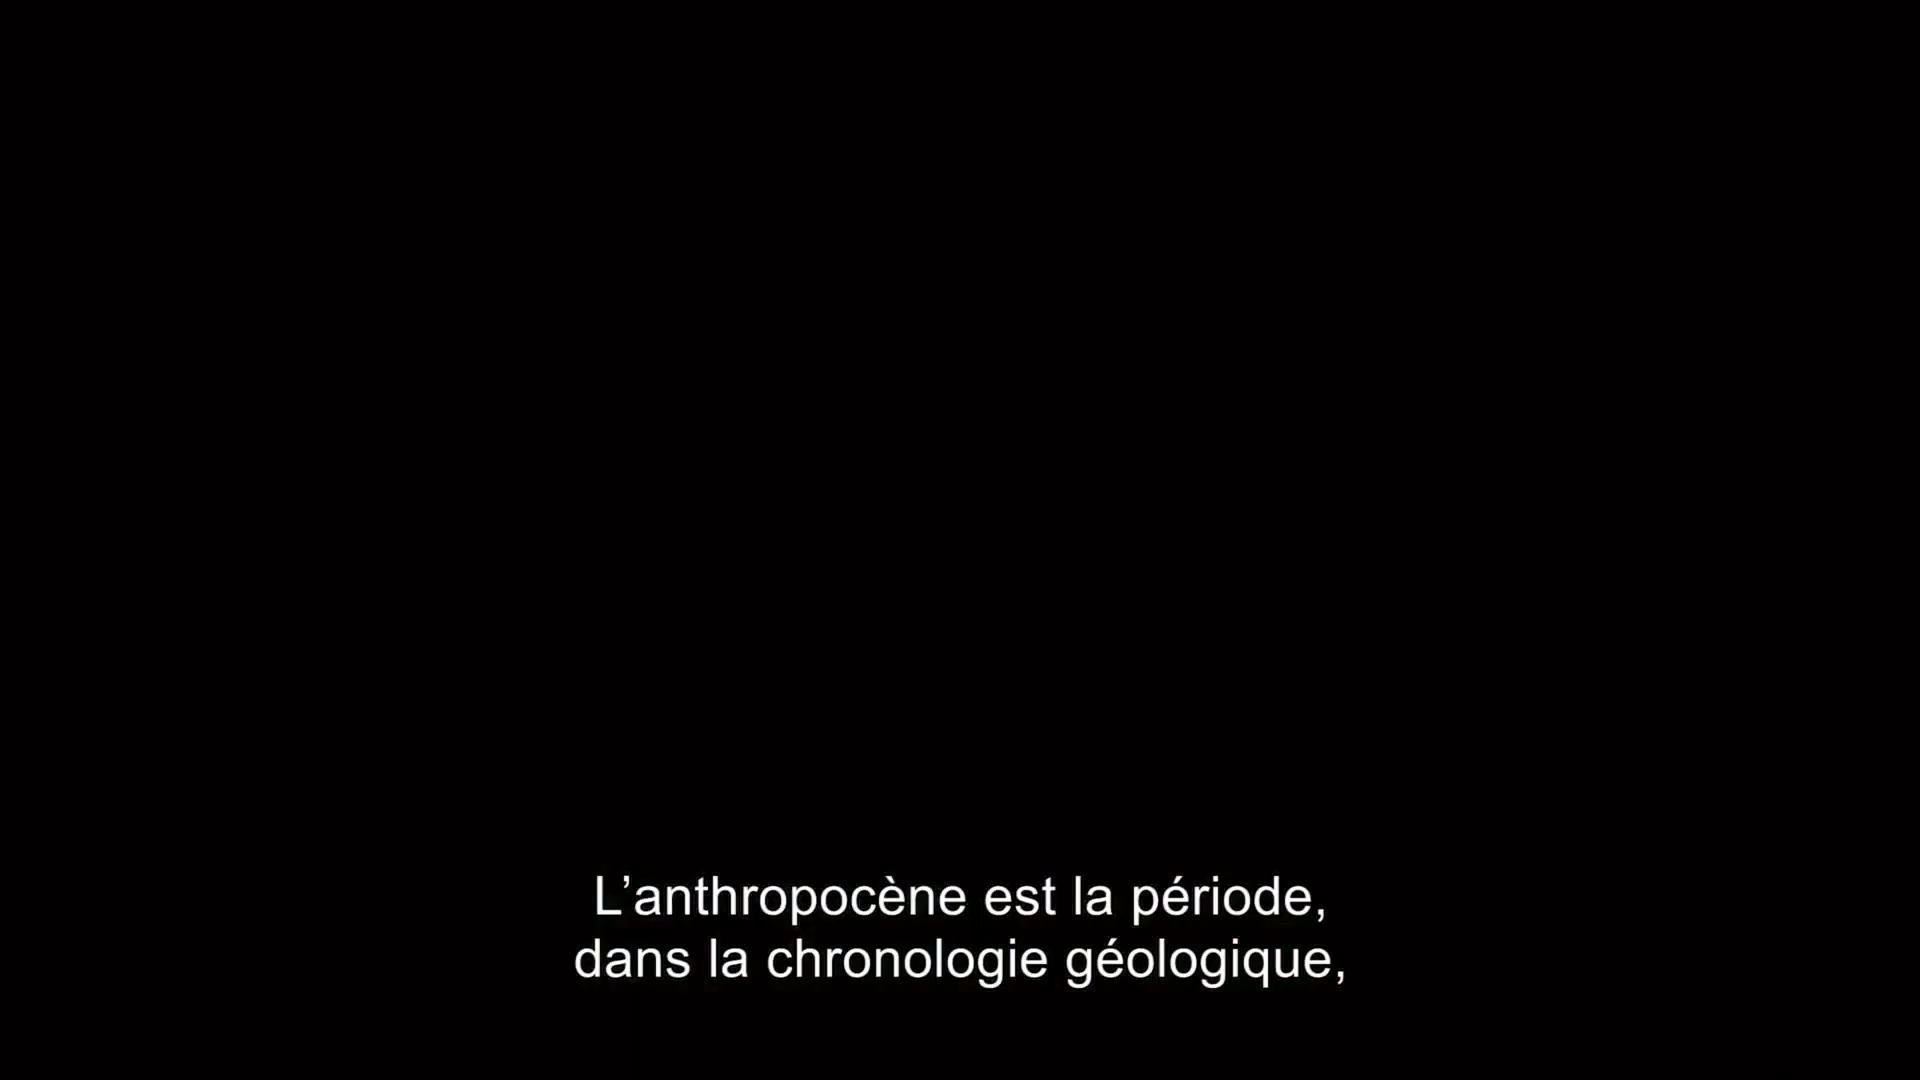 L’anthropocène est la période,
dans la chronologie géologique,